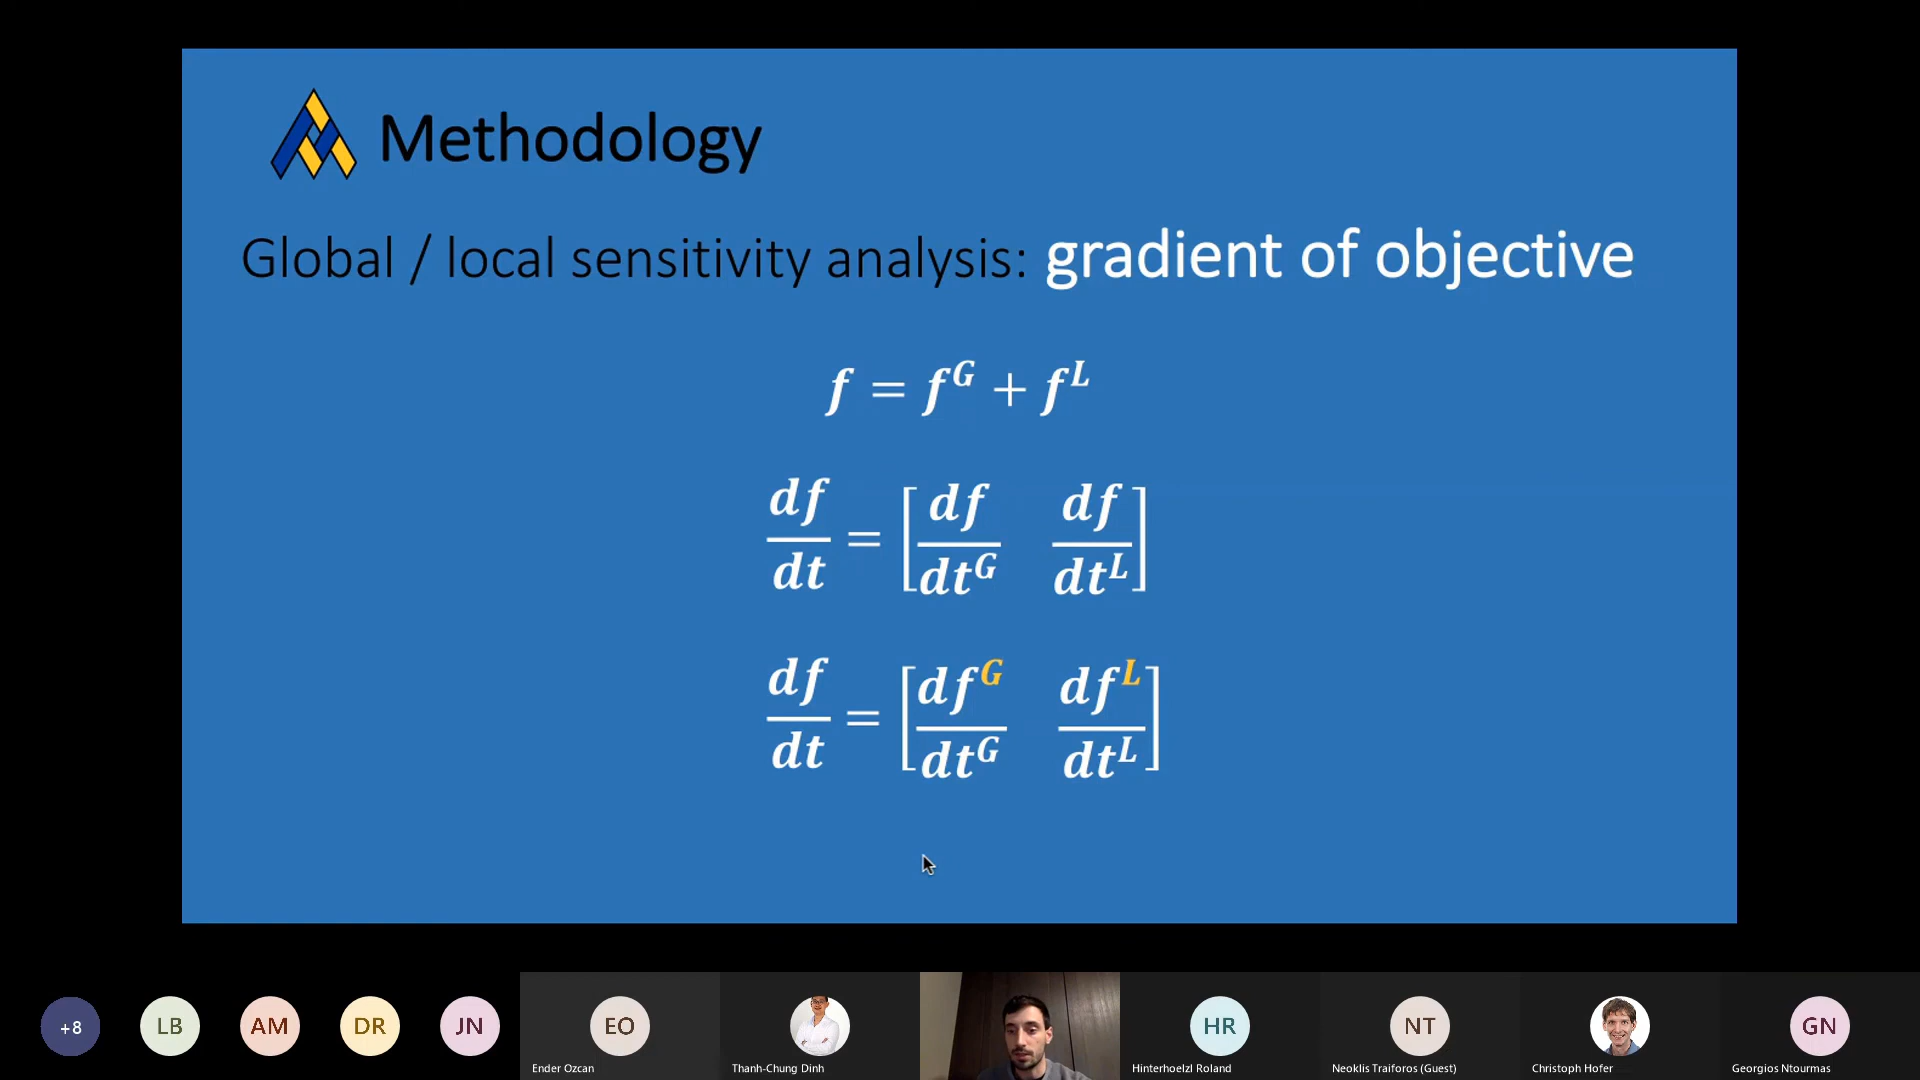 Methodology
Global / local sensitivity analysis: gradient of objective
f = f^G + f^L
df/dt = [df/dt^G df/dt^L]
df/dt = [df^G/dt^G df^L/dt^L]
+8
LB
AM
DR
JN
EO
HR
NT
GN
Ender Ozcan
Thanh-Chung Dinh
Hinterhoelzl Roland
Neoklis Traiforos (Guest)
Christoph Hofer
Georgios Ntourmas